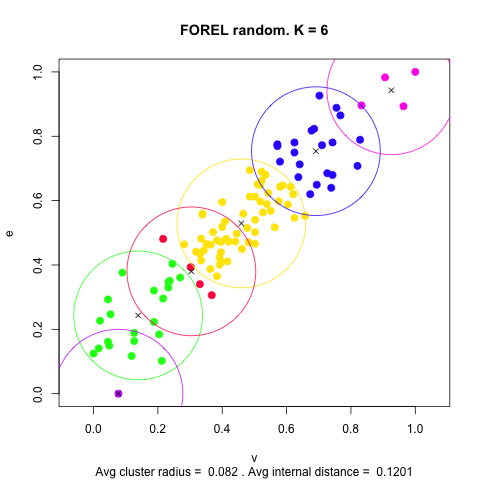 FOREL random. K = 6
e
1.0
0.8
0.6
0.4
0.2
0.0
0.0 0.2 0.4 0.6 0.8 1.0
v
Avg cluster radius =  0.082 . Avg internal distance =  0.1201